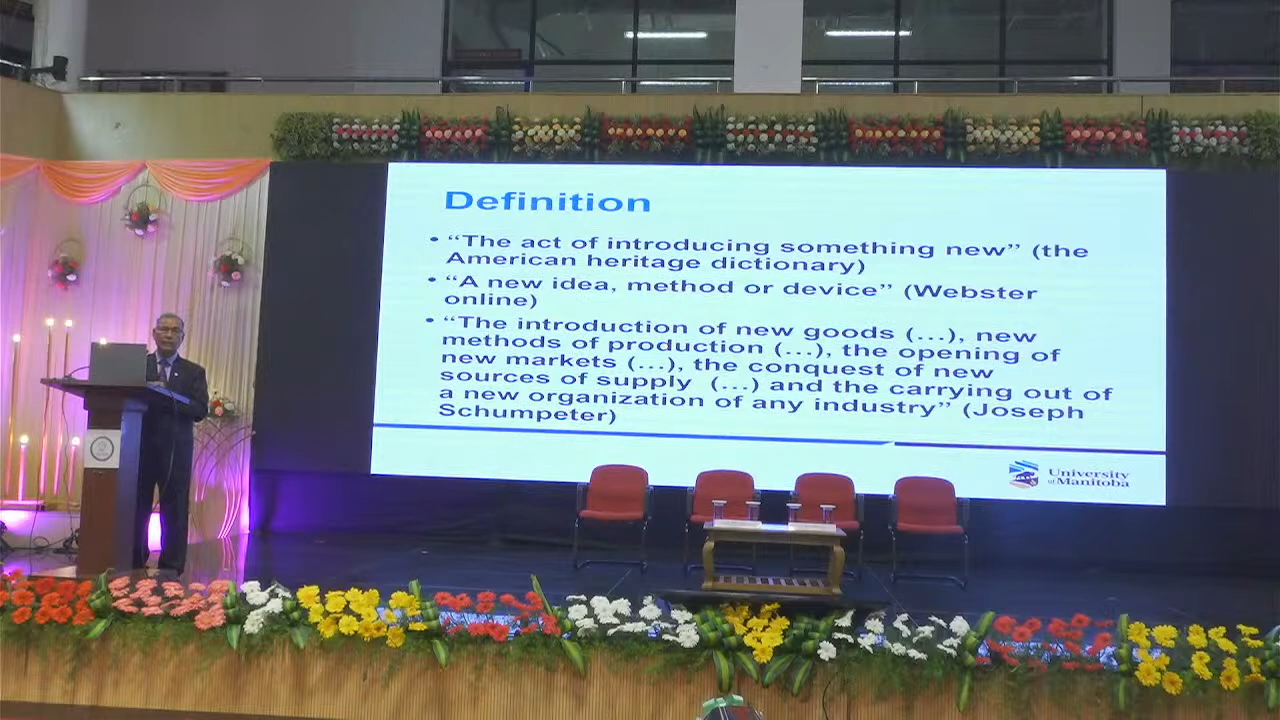 Definition
• “The act of introducing something new” (the
American heritage dictionary)
• “A new idea, method or device” (Webster
online)
• “The introduction of new goods (…), new
methods of production (…), the opening of
new markets (…), the conquest of new
sources of supply (…) and the carrying out of
a new organization of any industry” (Joseph
Schumpeter)
University
of Manitoba